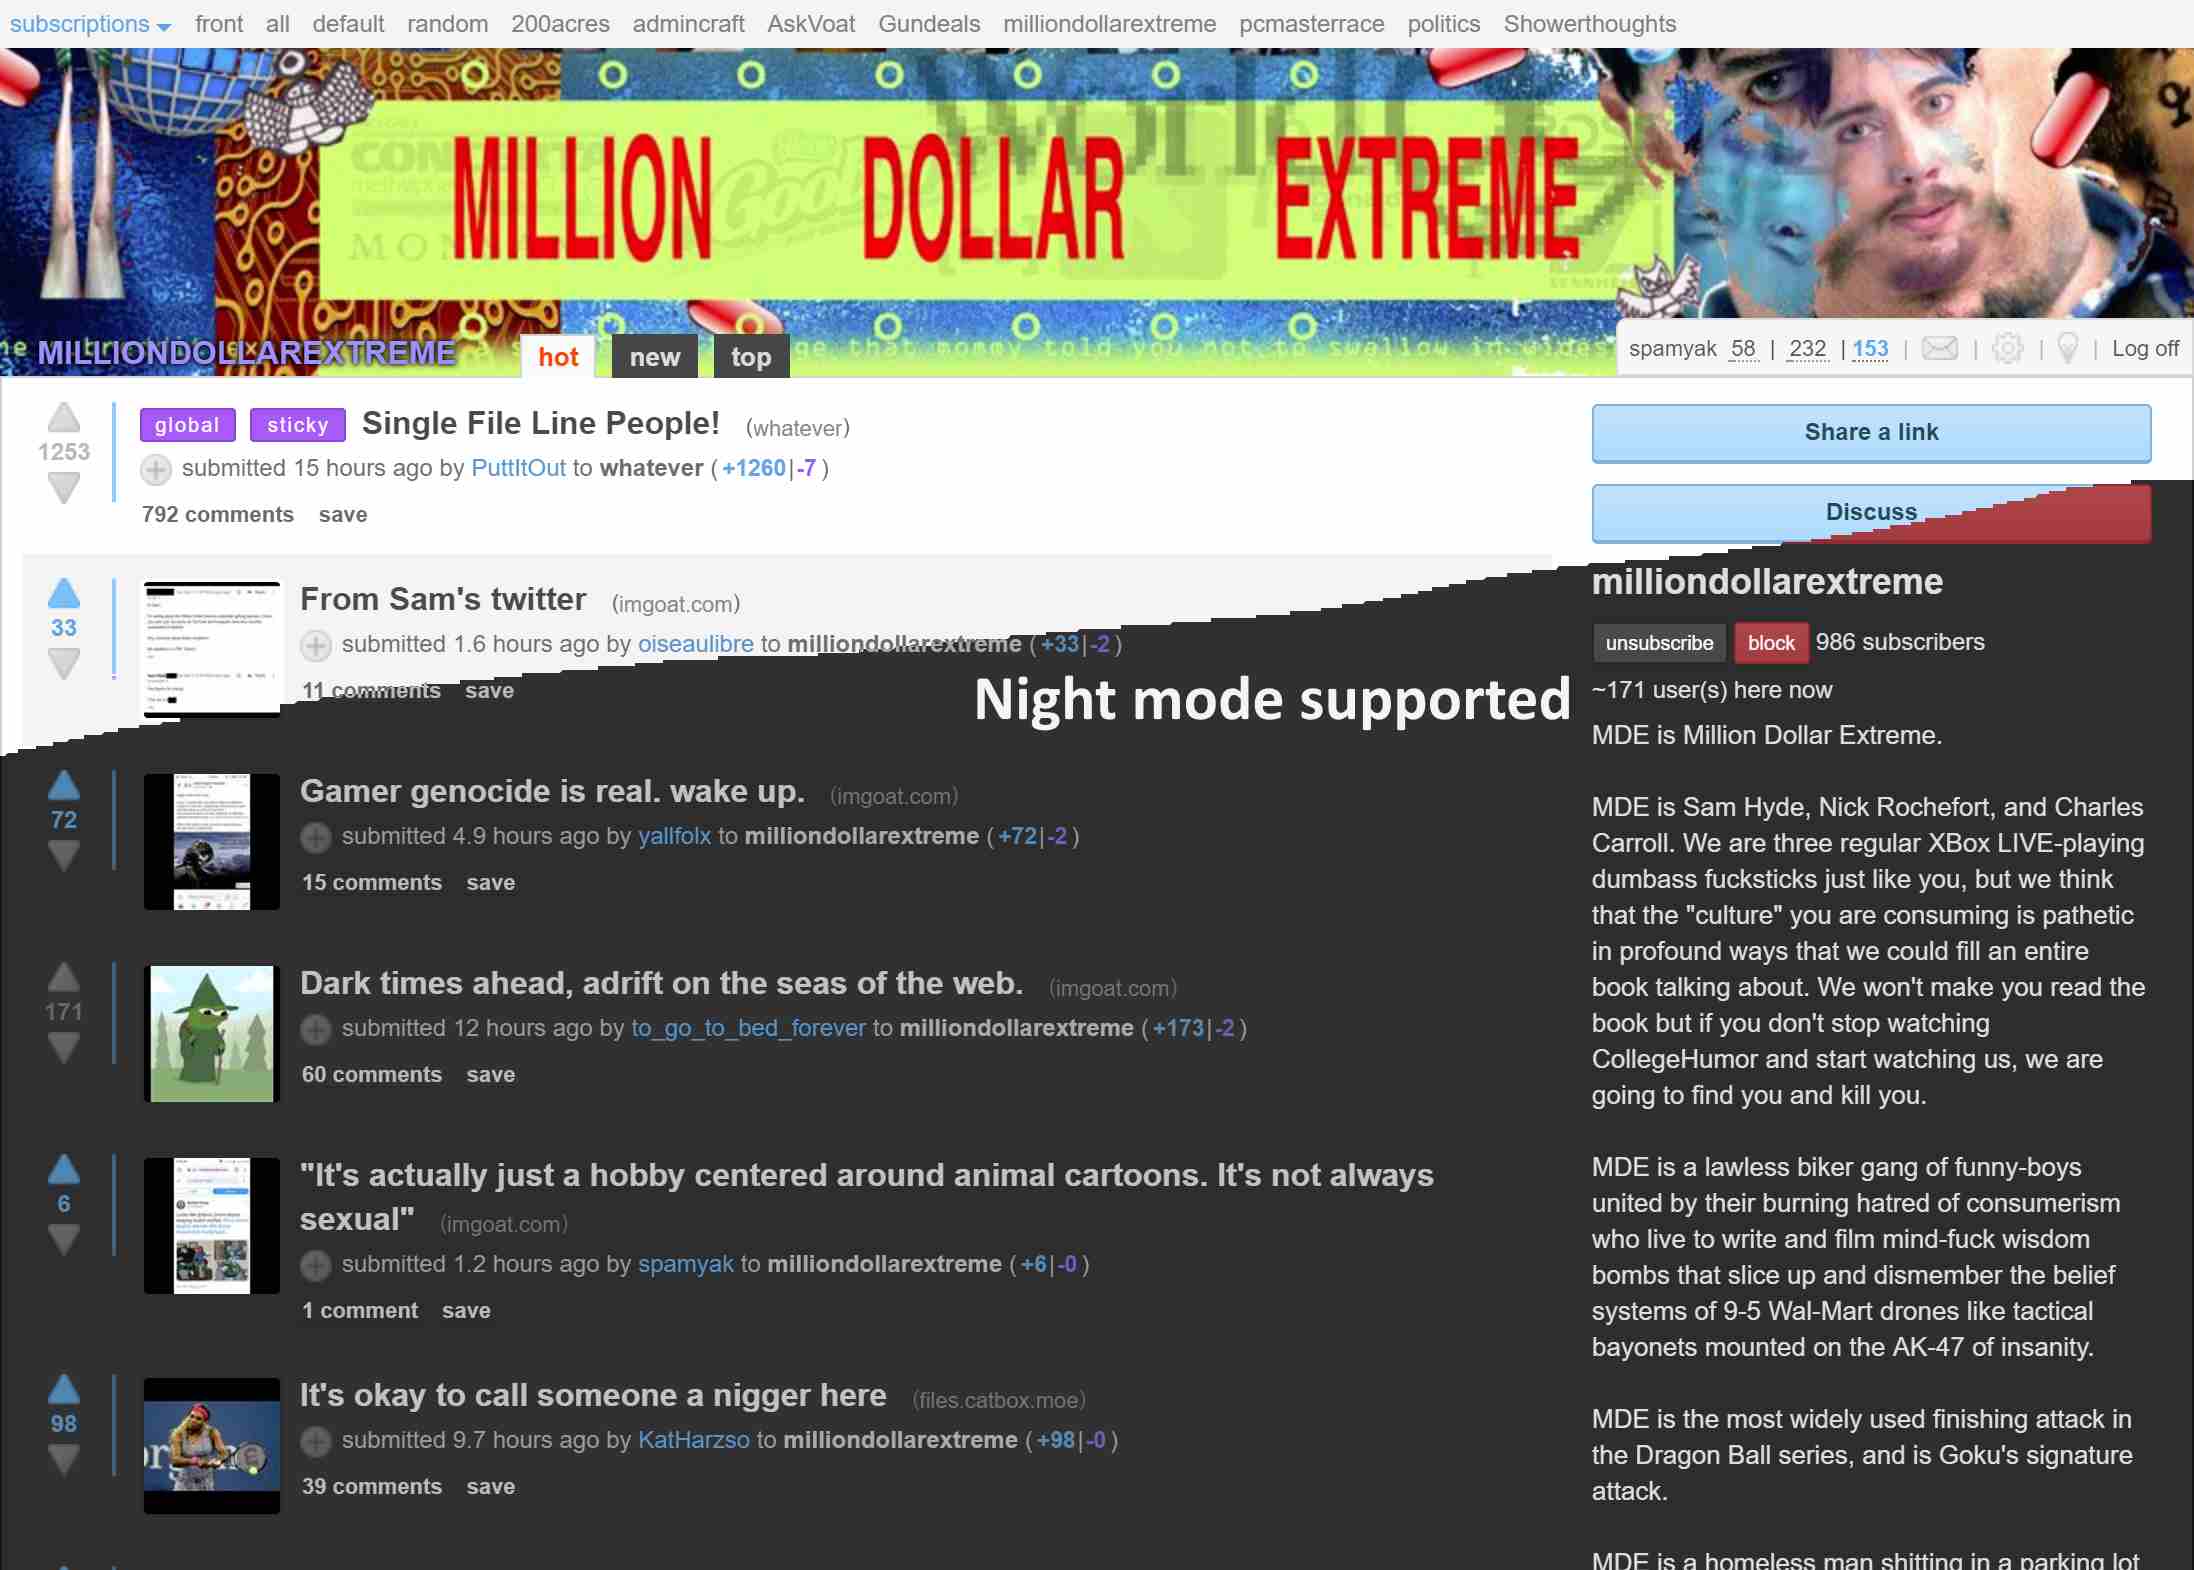 subscriptions front all default random 200acres admincraft AskVoat Gundeals milliondollarextreme pcmasterrace politics Showerthoughts
MILLION DOLLAR EXTREME
MILLIONDOLLAREXTREME hot new top
spamyak 58 | 232 | 153 | | | | Log off
1253
global sticky Single File Line People! (whatever)
submitted 15 hours ago by PuttItOut to whatever (+1260|-7)
792 comments save
Share a link
Discuss
33
From Sam's twitter (imgoat.com)
submitted 1.6 hours ago by oiseaulibre to milliondollarextreme (+33|-2)
11 comments save
Night mode supported
72
Gamer genocide is real. wake up. (imgoat.com)
submitted 4.9 hours ago by yallfolx to milliondollarextreme (+72|-2)
15 comments save
171
Dark times ahead, adrift on the seas of the web. (imgoat.com)
submitted 12 hours ago by to_go_to_bed_forever to milliondollarextreme (+173|-2)
60 comments save
6
"It's actually just a hobby centered around animal cartoons. It's not always
sexual" (imgoat.com)
submitted 1.2 hours ago by spamyak to milliondollarextreme (+6|-0)
1 comment save
98
It's okay to call someone a nigger here (files.catbox.moe)
submitted 9.7 hours ago by KatHarzso to milliondollarextreme (+98|-0)
39 comments save
milliondollarextreme
unsubscribe block 986 subscribers
~171 user(s) here now
MDE is Million Dollar Extreme.
MDE is Sam Hyde, Nick Rochefort, and Charles
Carroll. We are three regular XBox LIVE-playing
dumbass fucksticks just like you, but we think
that the "culture" you are consuming is pathetic
in profound ways that we could fill an entire
book talking about. We won't make you read the
book but if you don't stop watching
CollegeHumor and start watching us, we are
going to find you and kill you.
MDE is a lawless biker gang of funny-boys
united by their burning hatred of consumerism
who live to write and film mind-fuck wisdom
bombs that slice up and dismember the belief
systems of 9-5 Wal-Mart drones like tactical
bayonets mounted on the AK-47 of insanity.
MDE is the most widely used finishing attack in
the Dragon Ball series, and is Goku's signature
attack.
MDE is a homeless man shitting in a parking lot